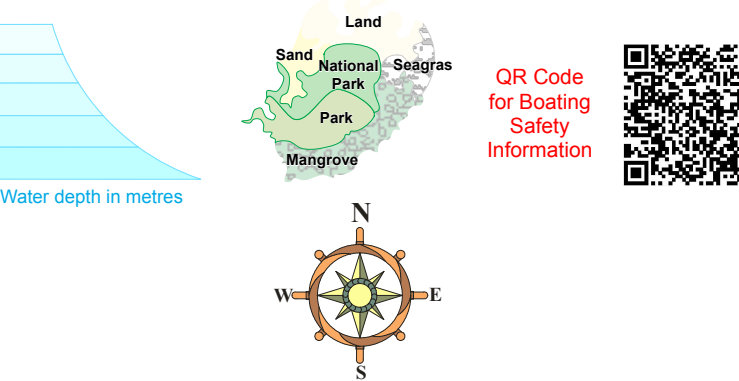 Land
Sand
National
Park
Seagras
Park
Mangrove
QR Code
for Boating
Safety
Information
Water depth in metres
N
W
E
S